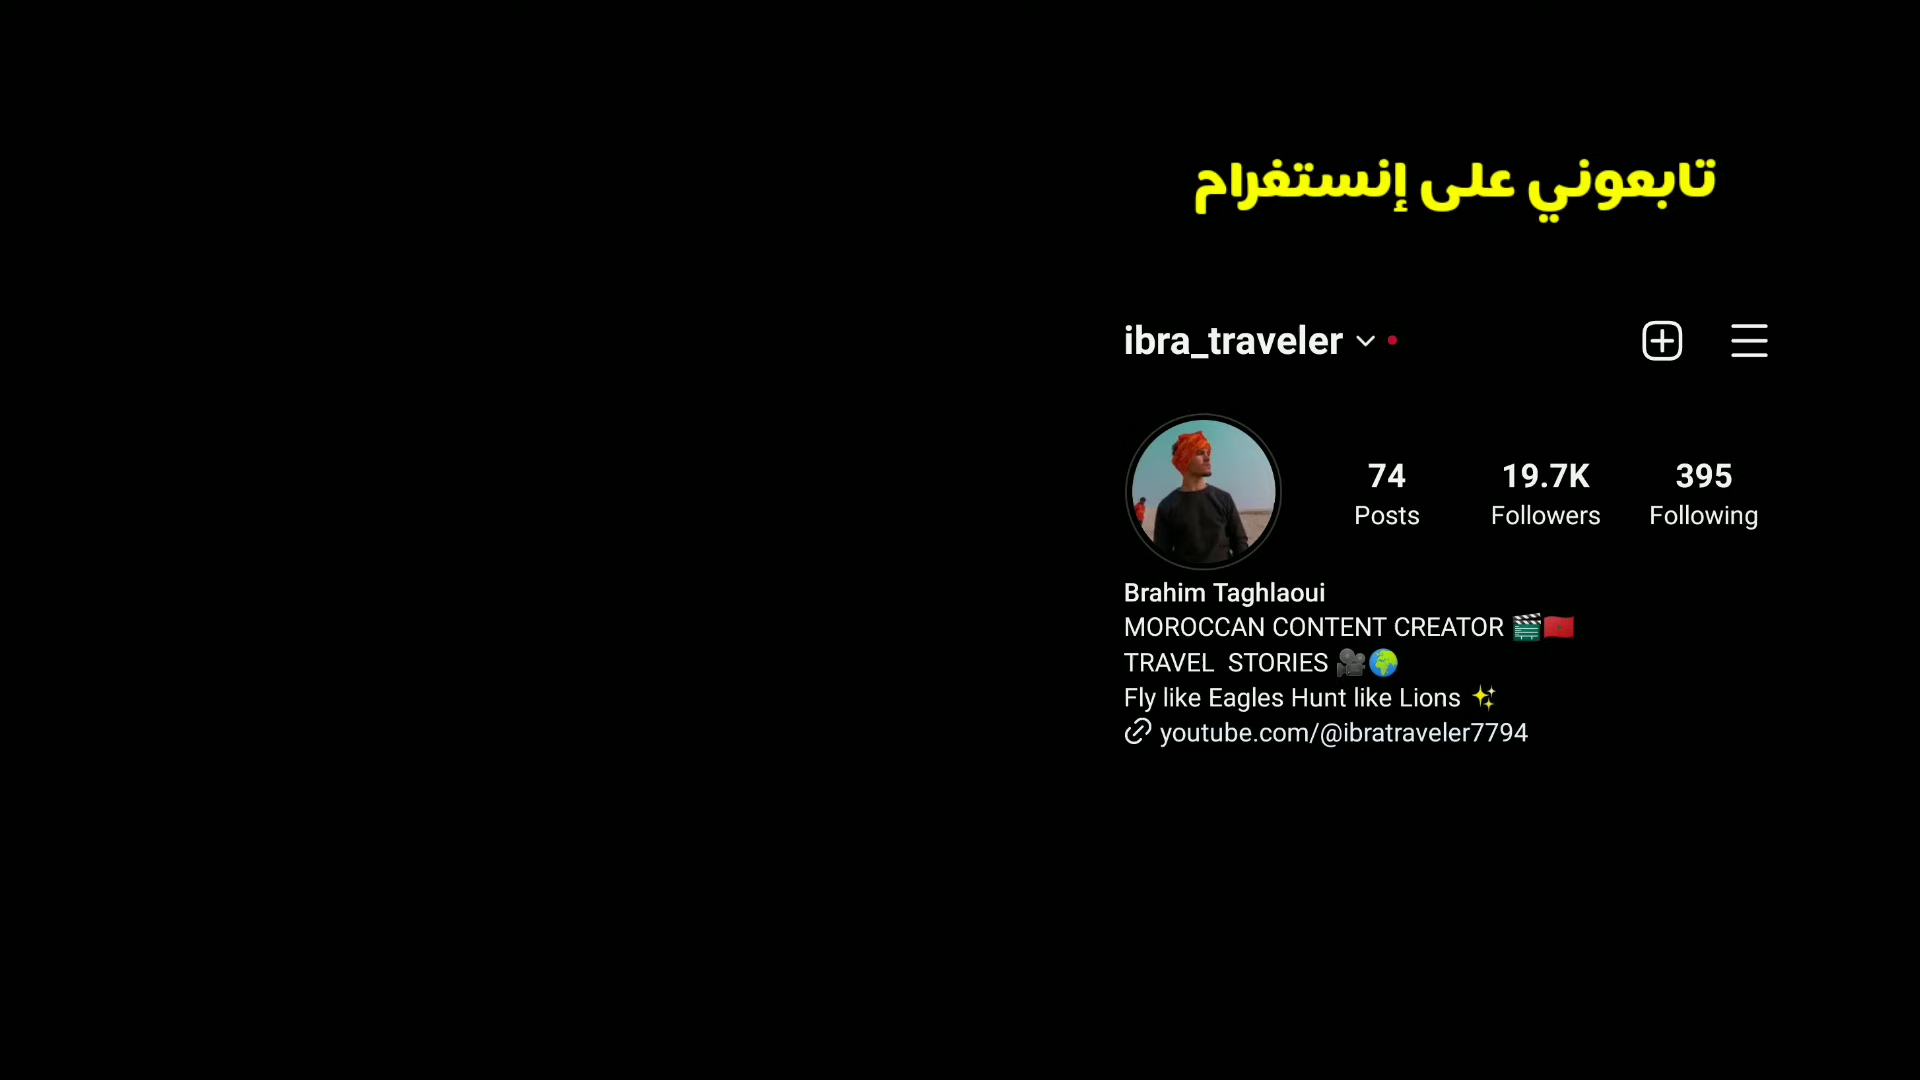 تابعوني على إنستغرام
ibra_traveler
74 19.7K 395
Posts Followers Following
Brahim Taghlaoui
MOROCCAN CONTENT CREATOR 🎬🇲🇦
TRAVEL  STORIES 🎥🌍
Fly like Eagles Hunt like Lions ✨
youtube.com/@ibratraveler7794